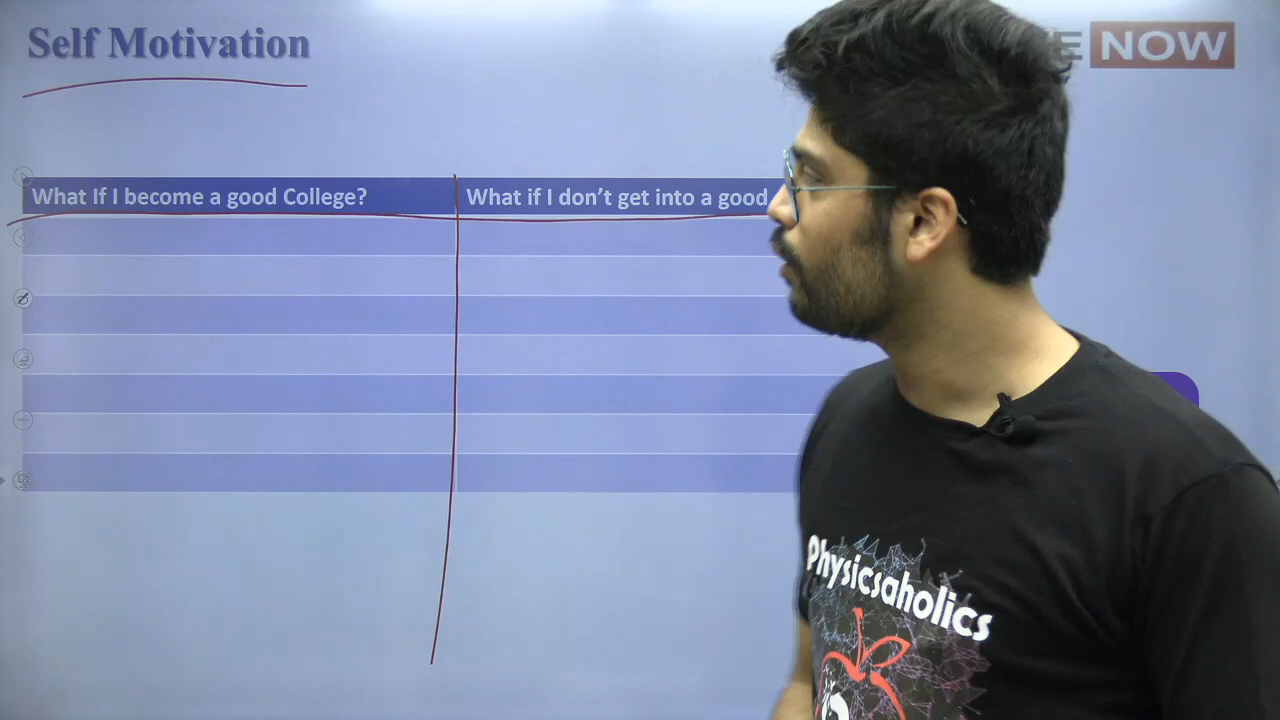 Self Motivation
E NOW
What If I become a good College?
What if I don't get into a good
Physicsaholics